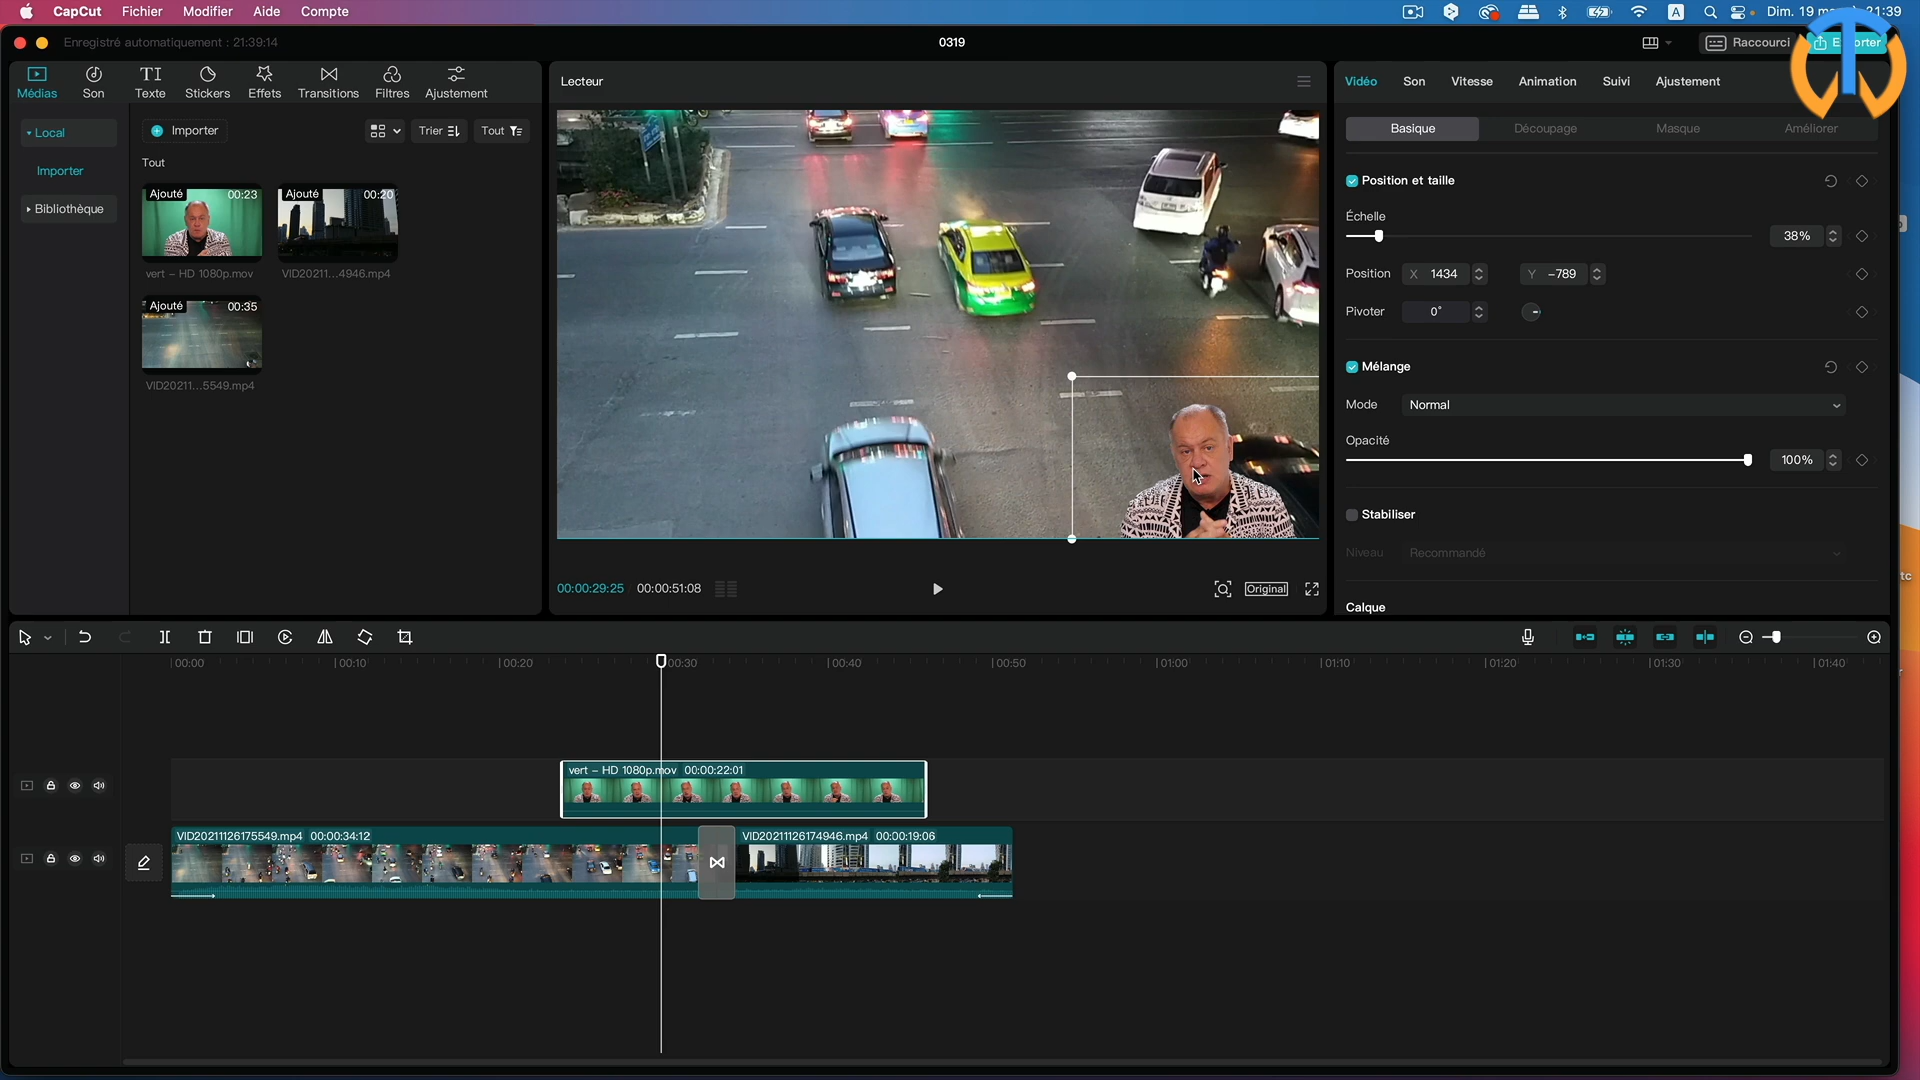 CapCut Fichier Modifier Aide Compte
A Dim. 19 mars à 21:39
Enregistré automatiquement : 21:39:14
0319
Raccourci
Exporter
Médias Son Texte Stickers Effets Transitions Filtres Ajustement
Local
Importer
Bibliothèque
Importer
Trier
Tout
Tout
Ajouté 00:23
vert – HD 1080p.mov
Ajouté 00:20
VID20211...4946.mp4
Ajouté 00:35
VID20211...5549.mp4
Lecteur
00:00:29:25 00:00:51:08
Original
Vidéo Son Vitesse Animation Suivi Ajustement
Basique Découpage Masque Améliorer
Position et taille
Échelle
38%
Position X 1434 Y –789
Pivoter 0°
Mélange
Mode Normal
Opacité
100%
Stabiliser
Niveau Recommandé
Calque
00:00 00:10 00:20 00:30 00:40 00:50 01:00 01:10 01:20 01:30 01:40
vert – HD 1080p.mov 00:00:22:01
VID20211126175549.mp4 00:00:34:12
VID20211126174946.mp4 00:00:19:06